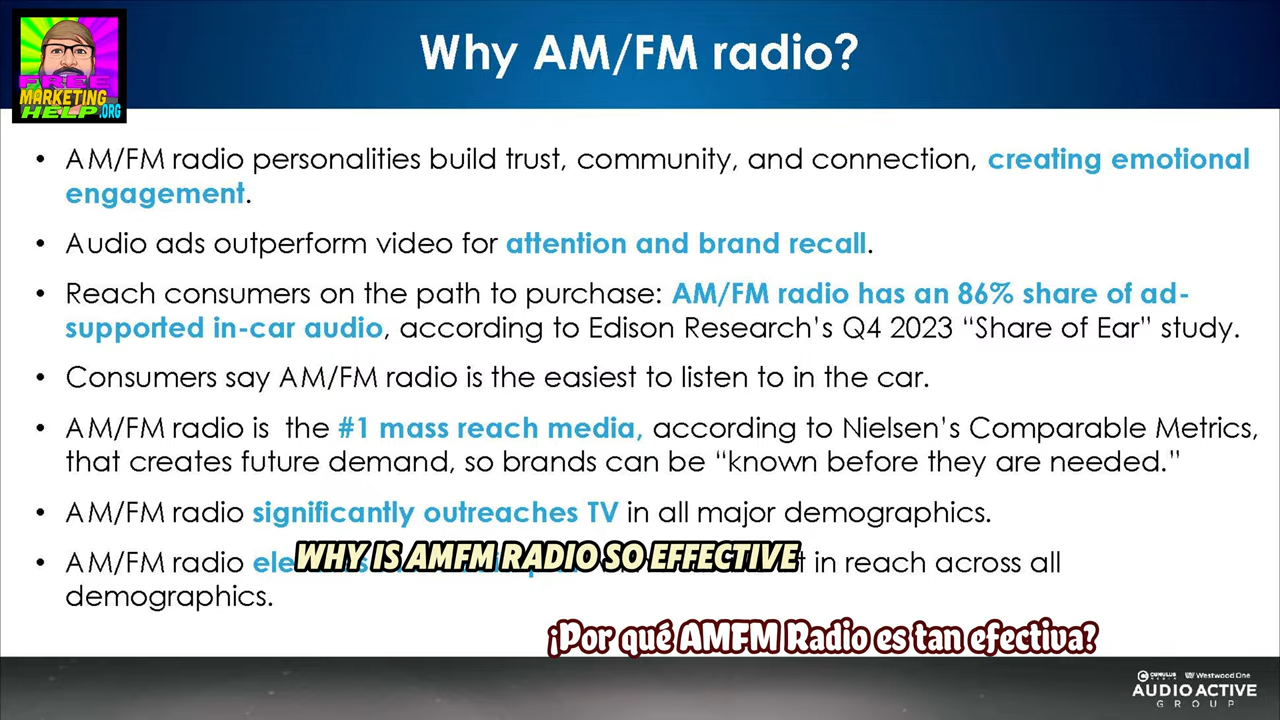 FREE
MARKETING
HELP.ORG
Why AM/FM radio?
• AM/FM radio personalities build trust, community, and connection, creating emotional
engagement.
• Audio ads outperform video for attention and brand recall.
• Reach consumers on the path to purchase: AM/FM radio has an 86% share of ad-
supported in-car audio, according to Edison Research’s Q4 2023 “Share of Ear” study.
• Consumers say AM/FM radio is the easiest to listen to in the car.
• AM/FM radio is the #1 mass reach media, according to Nielsen’s Comparable Metrics,
that creates future demand, so brands can be “known before they are needed.”
• AM/FM radio significantly outreaches TV in all major demographics.
• AM/FM radio in reach across all
demographics.
WHY IS AMFM RADIO SO EFFECTIVE
¡Por qué AMFM Radio es tan efectiva?
CUMULUS MEDIA Westwood One
AUDIO ACTIVE
GROUP